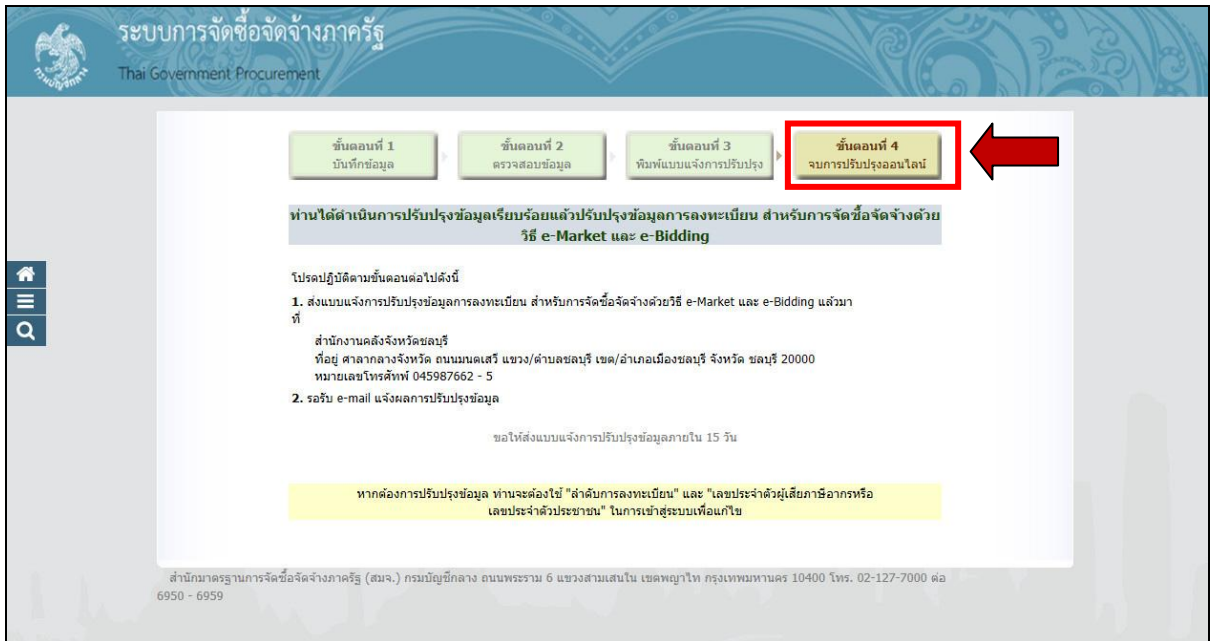 ระบบการจัดซื้อจัดจ้างภาครัฐ
Thai Government Procurement
กรมบัญชีกลาง
ขั้นตอนที่ 1
บันทึกข้อมูล
ขั้นตอนที่ 2
ตรวจสอบข้อมูล
ขั้นตอนที่ 3
พิมพ์แบบแจ้งการปรับปรุง
ขั้นตอนที่ 4
จบการปรับปรุงออนไลน์
ท่านได้ดำเนินการปรับปรุงข้อมูลเรียบร้อยแล้วปรับปรุงข้อมูลการลงทะเบียน สำหรับการจัดซื้อจัดจ้างด้วย
วิธี e-Market และ e-Bidding
โปรดปฏิบัติตามขั้นตอนต่อไปดังนี้
1. ส่งแบบแจ้งการปรับปรุงข้อมูลการลงทะเบียน สำหรับการจัดซื้อจัดจ้างด้วยวิธี e-Market และ e-Bidding แล้วมา
ที่
สำนักงานคลังจังหวัดชลบุรี
ที่อยู่ ศาลากลางจังหวัด ถนนมนตเสวี แขวง/ตำบลชลบุรี เขต/อำเภอเมืองชลบุรี จังหวัด ชลบุรี 20000
หมายเลขโทรศัทพ์ 045987662 - 5
2. รอรับ e-mail แจ้งผลการปรับปรุงข้อมูล
ขอให้ส่งแบบแจ้งการปรับปรุงข้อมูลภายใน 15 วัน
หากต้องการปรับปรุงข้อมูล ท่านจะต้องใช้ "ลำดับการลงทะเบียน" และ "เลขประจำตัวผู้เสียภาษีอากรหรือ
เลขประจำตัวประชาชน" ในการเข้าสู่ระบบเพื่อแก้ไข
สำนักมาตรฐานการจัดซื้อจัดจ้างภาครัฐ (สมจ.) กรมบัญชีกลาง ถนนพระราม 6 แขวงสามเสนใน เขตพญาไท กรุงเทพมหานคร 10400 โทร. 02-127-7000 ต่อ
6950 - 6959